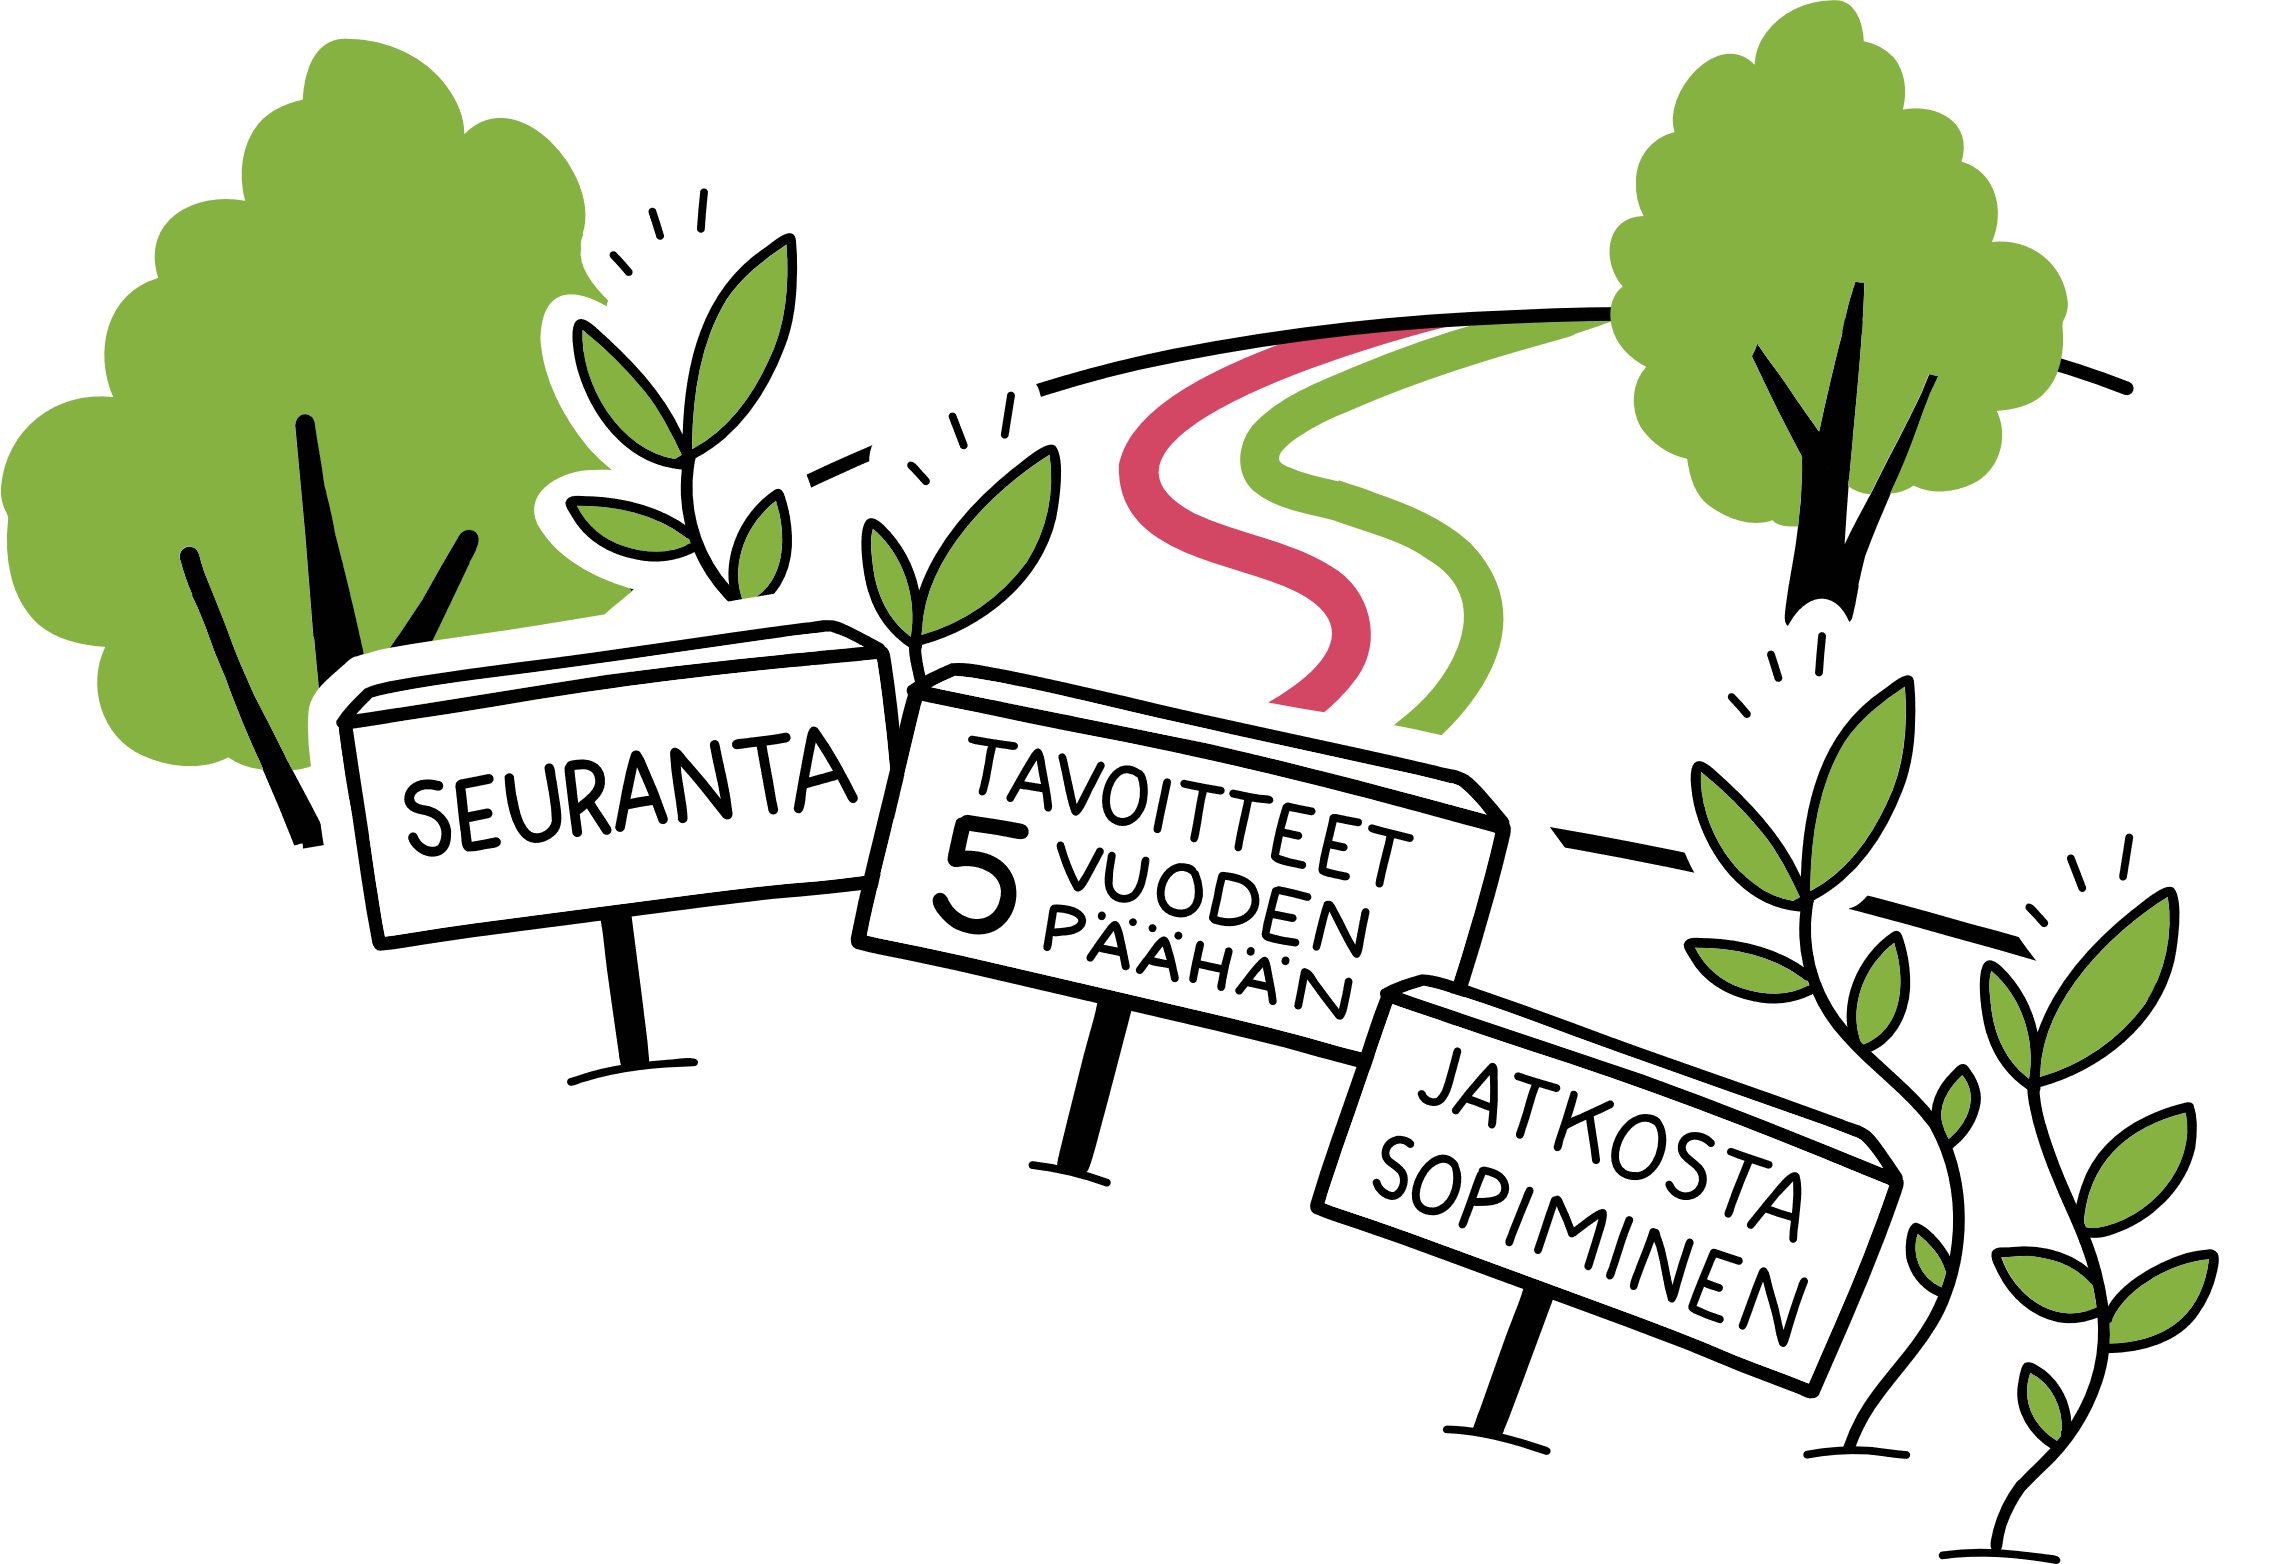 SEURANTA
TAVOITTEET
5 VUODEN
PÄÄHÄN
JATKOSTA
SOPIMINEN